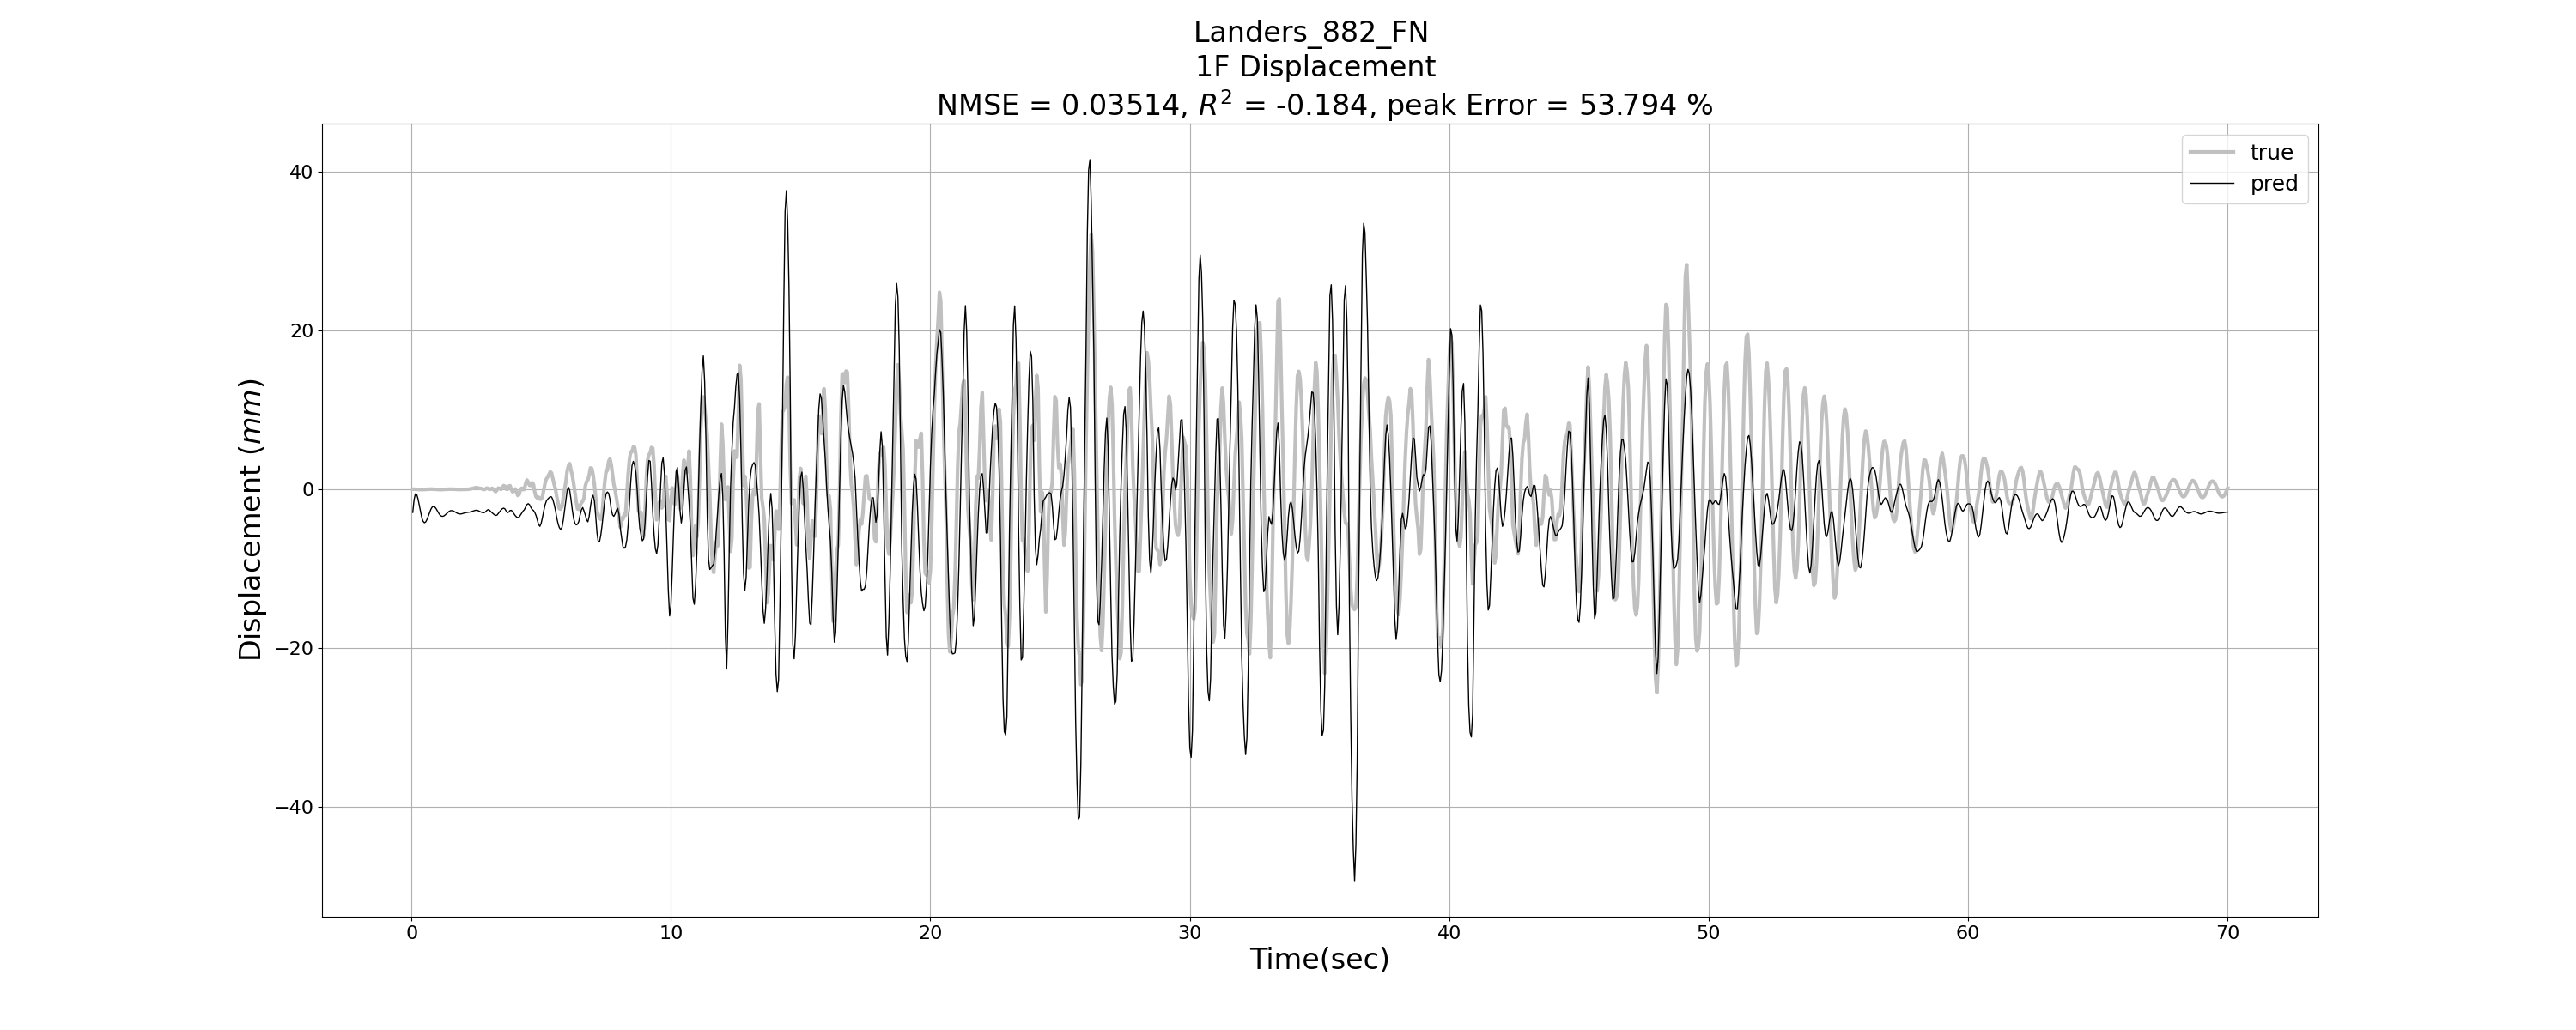 Landers_882_FN
1F Displacement
NMSE = 0.03514, R² = -0.184, peak Error = 53.794 %
true
pred
40
20
0
−20
−40
Displacement (mm)
0 10 20 30 40 50 60 70
Time(sec)